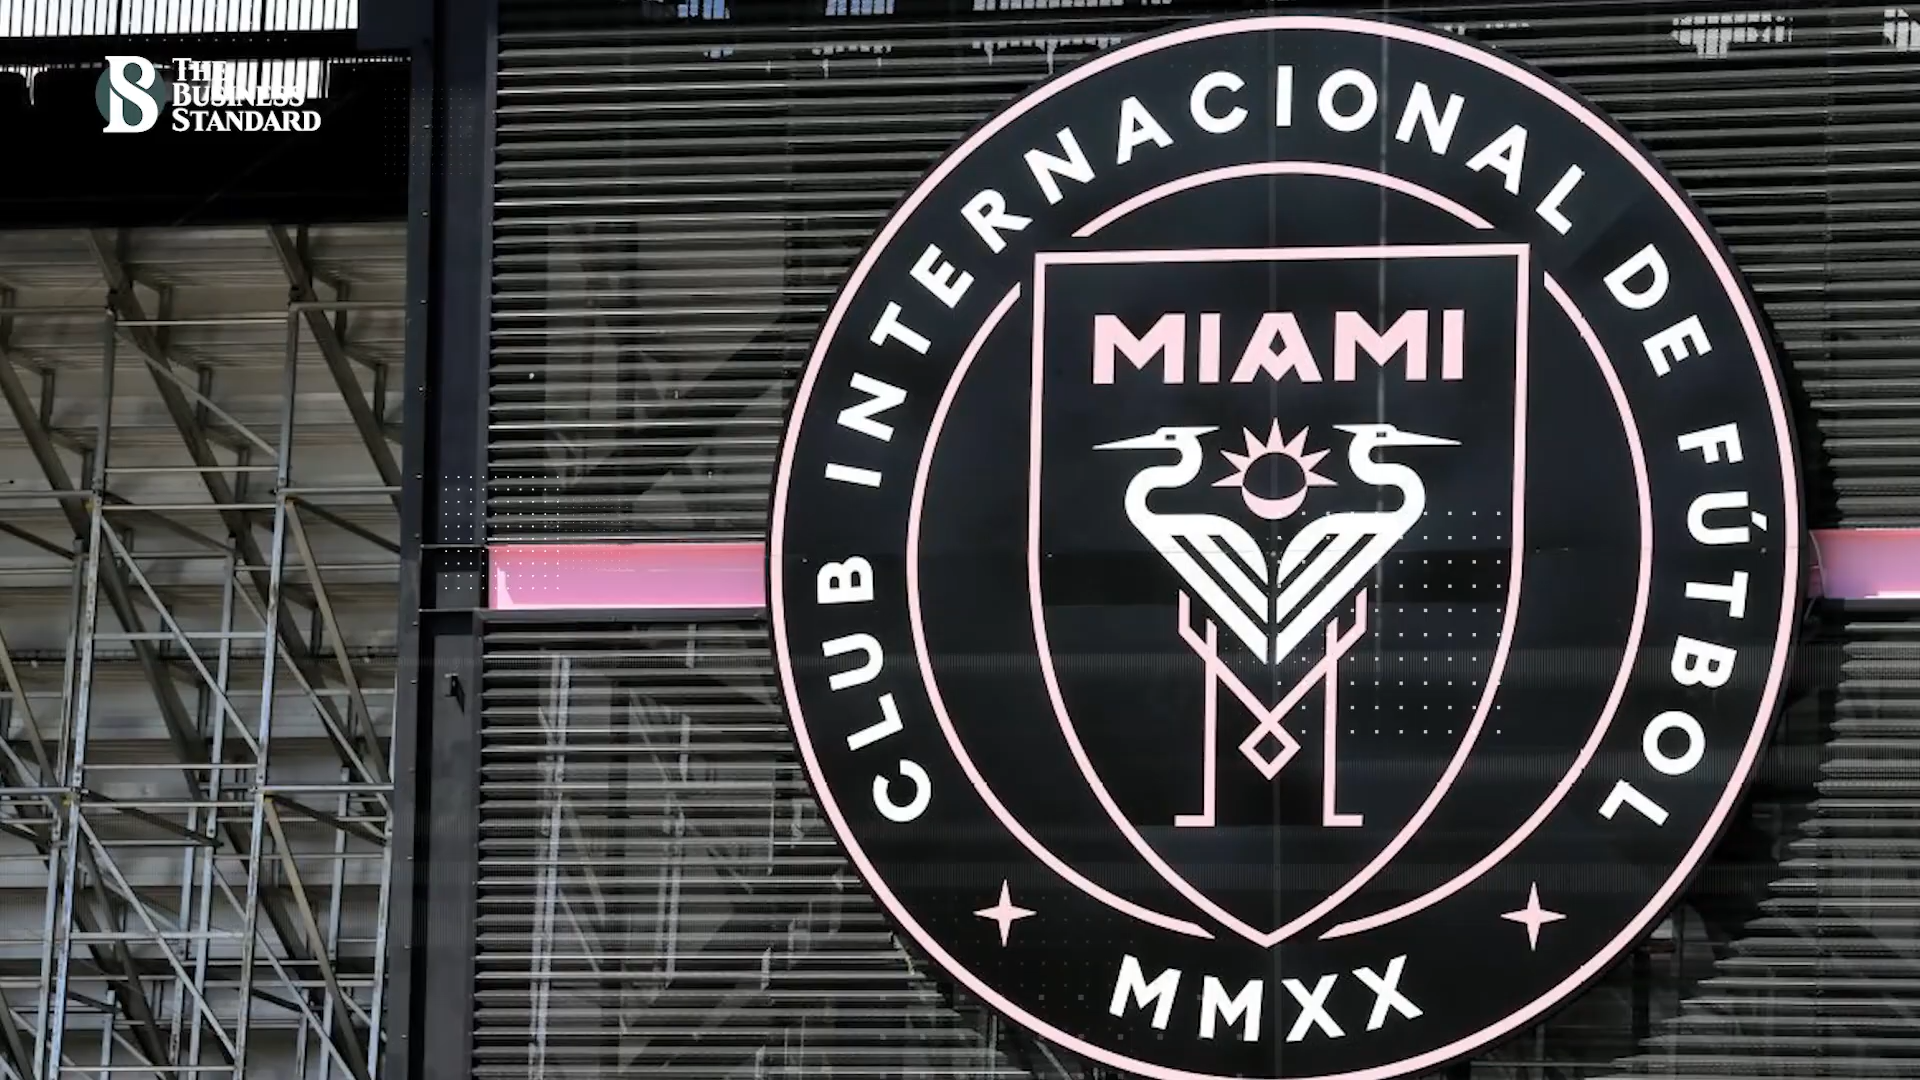 The
Business
Standard
CLUB INTERNACIONAL DE FÚTBOL
MIAMI
MMXX